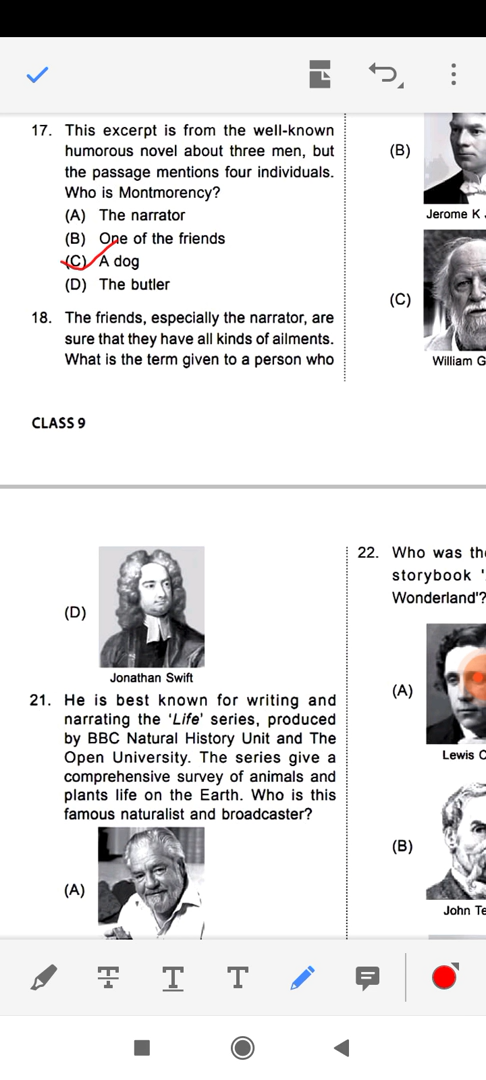 17. This excerpt is from the well-known
humorous novel about three men, but
the passage mentions four individuals.
Who is Montmorency?
(A) The narrator
(B) One of the friends
(C) A dog
(D) The butler
18. The friends, especially the narrator, are
sure that they have all kinds of ailments.
What is the term given to a person who
(B)
Jerome K
(C)
William G
CLASS 9
(D)
Jonathan Swift
21. He is best known for writing and
narrating the 'Life' series, produced
by BBC Natural History Unit and The
Open University. The series give a
comprehensive survey of animals and
plants life on the Earth. Who is this
famous naturalist and broadcaster?
(A)
22. Who was the
storybook '
Wonderland'?
(A)
Lewis C
(B)
John Te
T T T